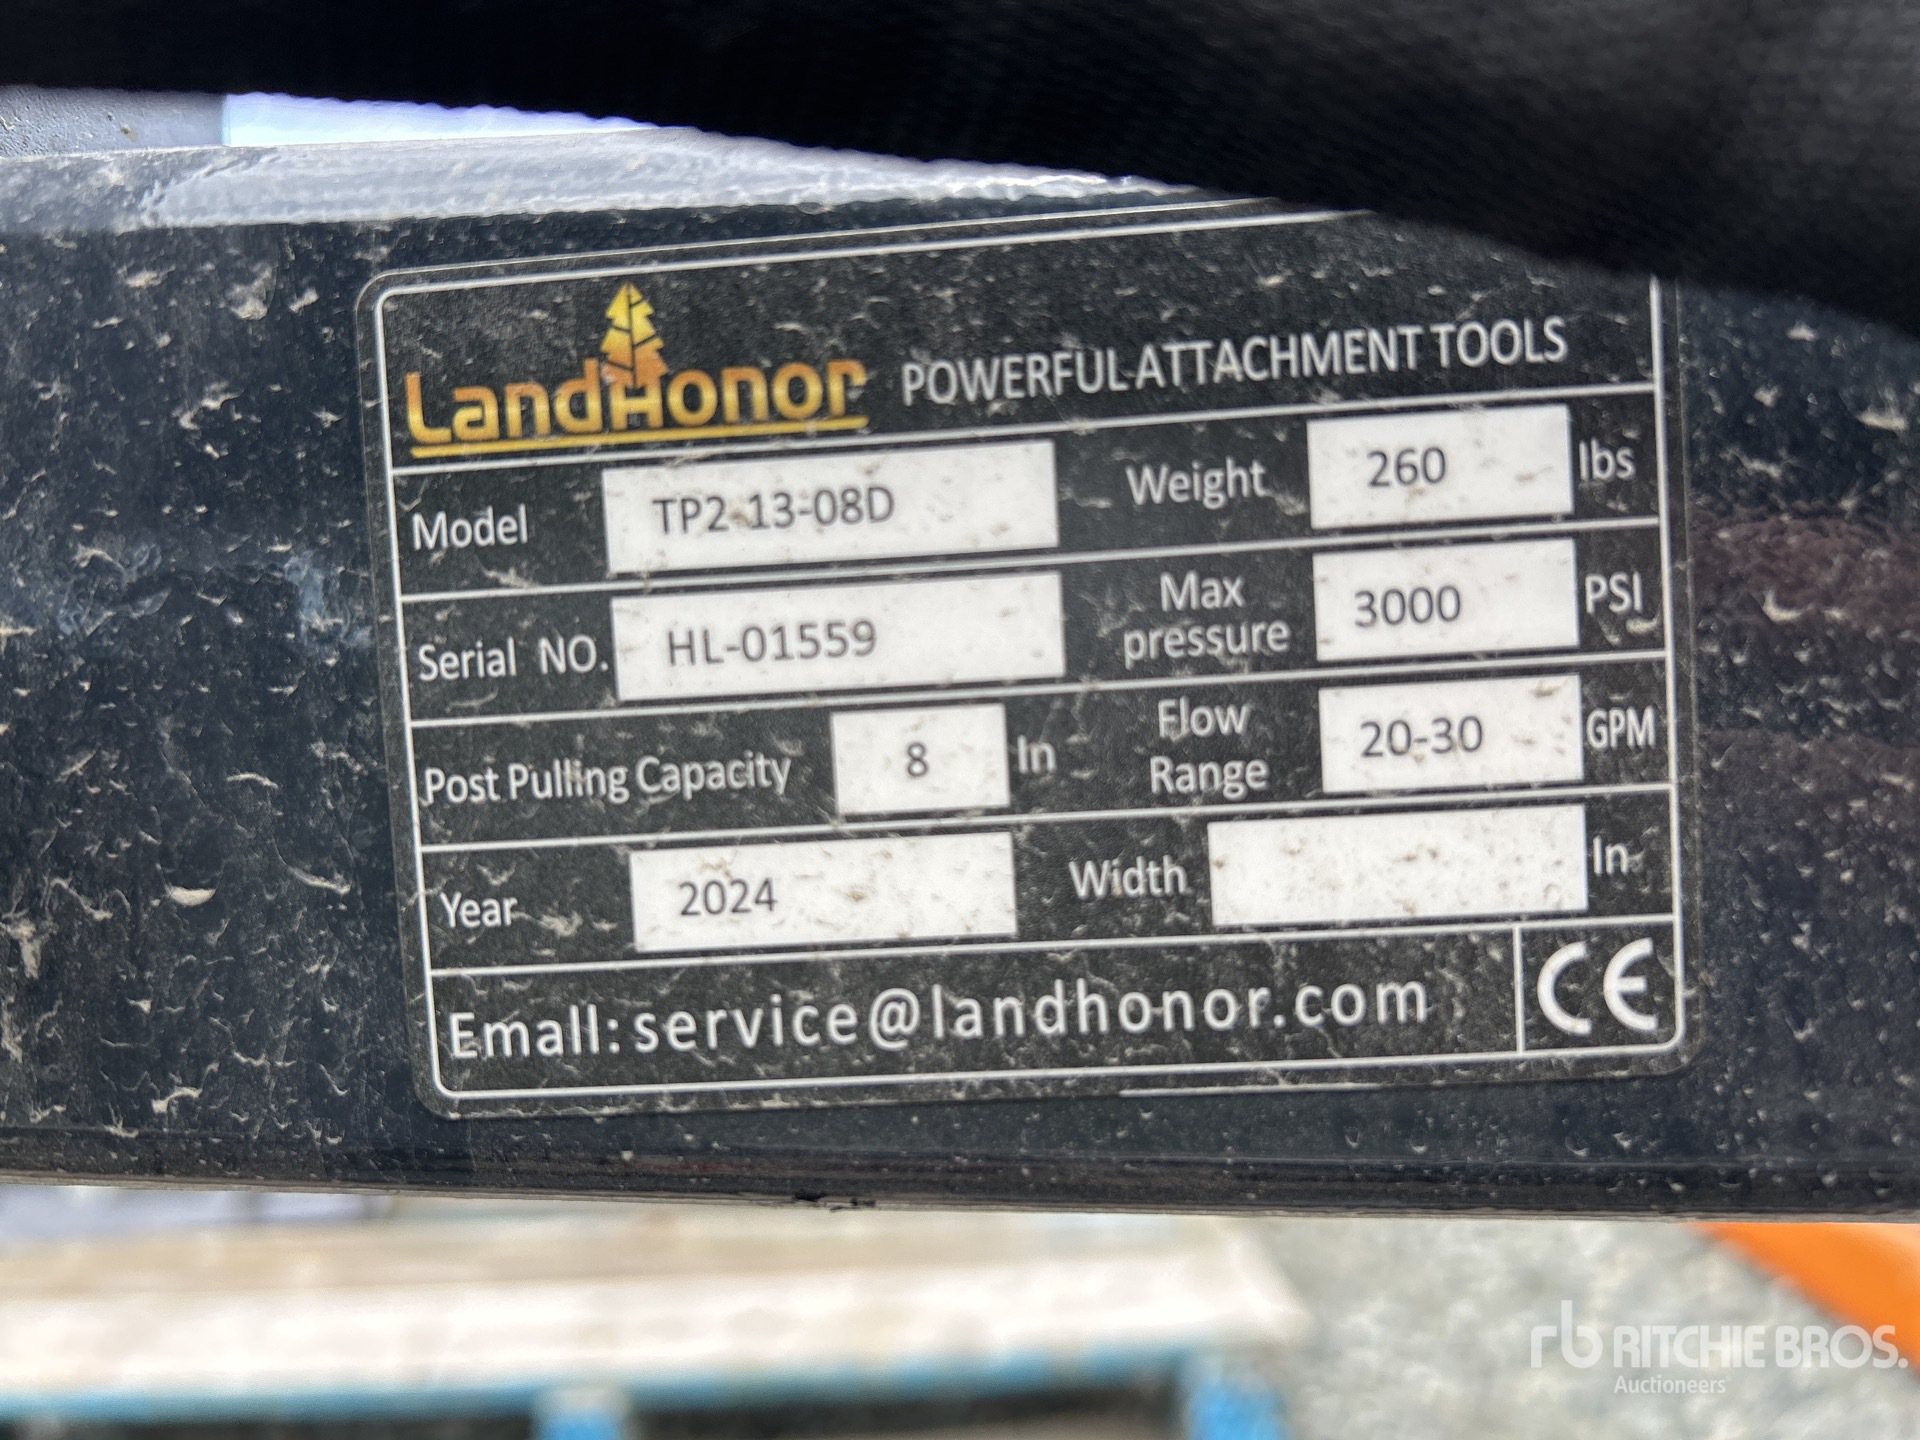 LandHonor POWERFUL ATTACHMENT TOOLS
Model TP2-13-08D Weight 260 lbs
Serial NO. HL-01559 Max pressure 3000 PSI
Post Pulling Capacity 8 In Flow Range 20-30 GPM
Year 2024 Width In
Emall:service@landhonor.com CE
rb RITCHIE BROS.
Auctioneers